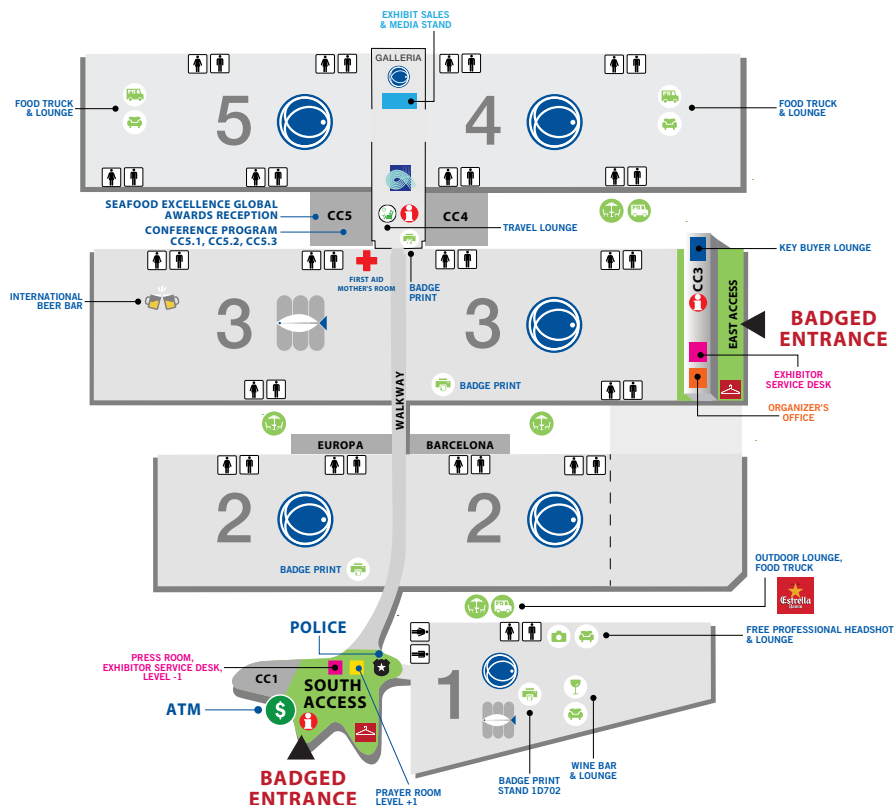 EXHIBIT SALES
& MEDIA STAND
GALLERIA
FOOD TRUCK
& LOUNGE
5
4
FOOD TRUCK
& LOUNGE
SEAFOOD EXCELLENCE GLOBAL
AWARDS RECEPTION
CONFERENCE PROGRAM
CC5.1, CC5.2, CC5.3
CC5
CC4
TRAVEL LOUNGE
KEY BUYER LOUNGE
INTERNATIONAL
BEER BAR
FIRST AID
MOTHER'S ROOM
BADGE
PRINT
3
3
CC3
EAST ACCESS
BADGED
ENTRANCE
BADGE PRINT
EXHIBITOR
SERVICE DESK
ORGANIZER'S
OFFICE
WALKWAY
EUROPA
BARCELONA
2
2
BADGE PRINT
OUTDOOR LOUNGE,
FOOD TRUCK
Estrella
Damm
POLICE
FREE PROFESSIONAL HEADSHOT
& LOUNGE
PRESS ROOM,
EXHIBITOR SERVICE DESK,
LEVEL -1
CC1
SOUTH
ACCESS
1
ATM
$
BADGED
ENTRANCE
PRAYER ROOM
LEVEL +1
BADGE PRINT
STAND 1D702
WINE BAR
& LOUNGE